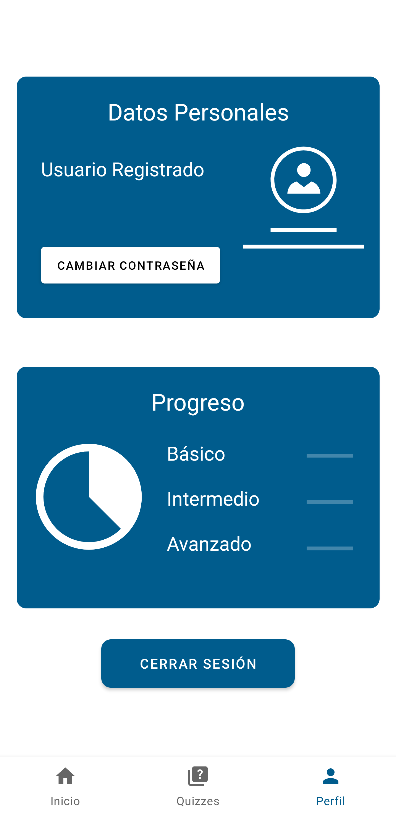 Datos Personales
Usuario Registrado
CAMBIAR CONTRASEÑA
Progreso
Básico
Intermedio
Avanzado
CERRAR SESIÓN
Inicio
Quizzes
Perfil